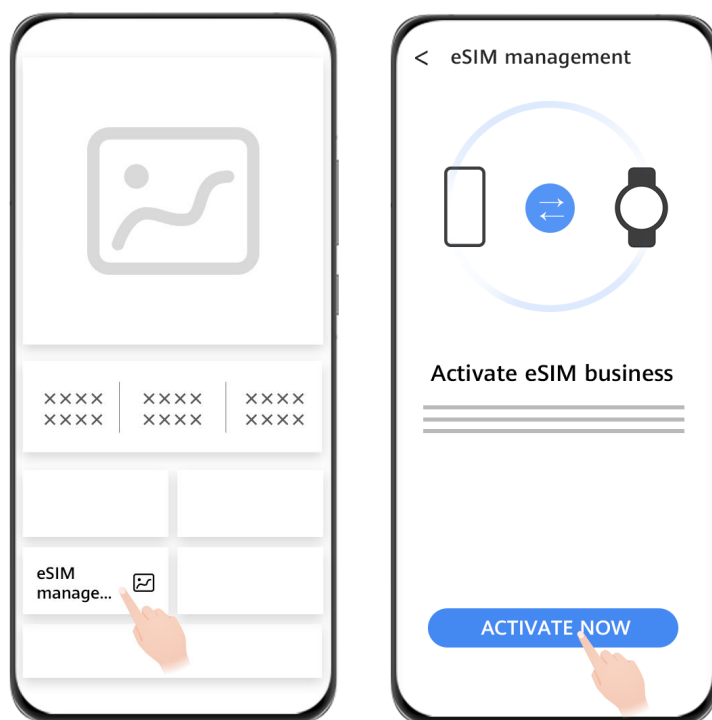 ××××
××××
××××
××××
××××
××××
eSIM
manage...
< eSIM management
Activate eSIM business
ACTIVATE NOW